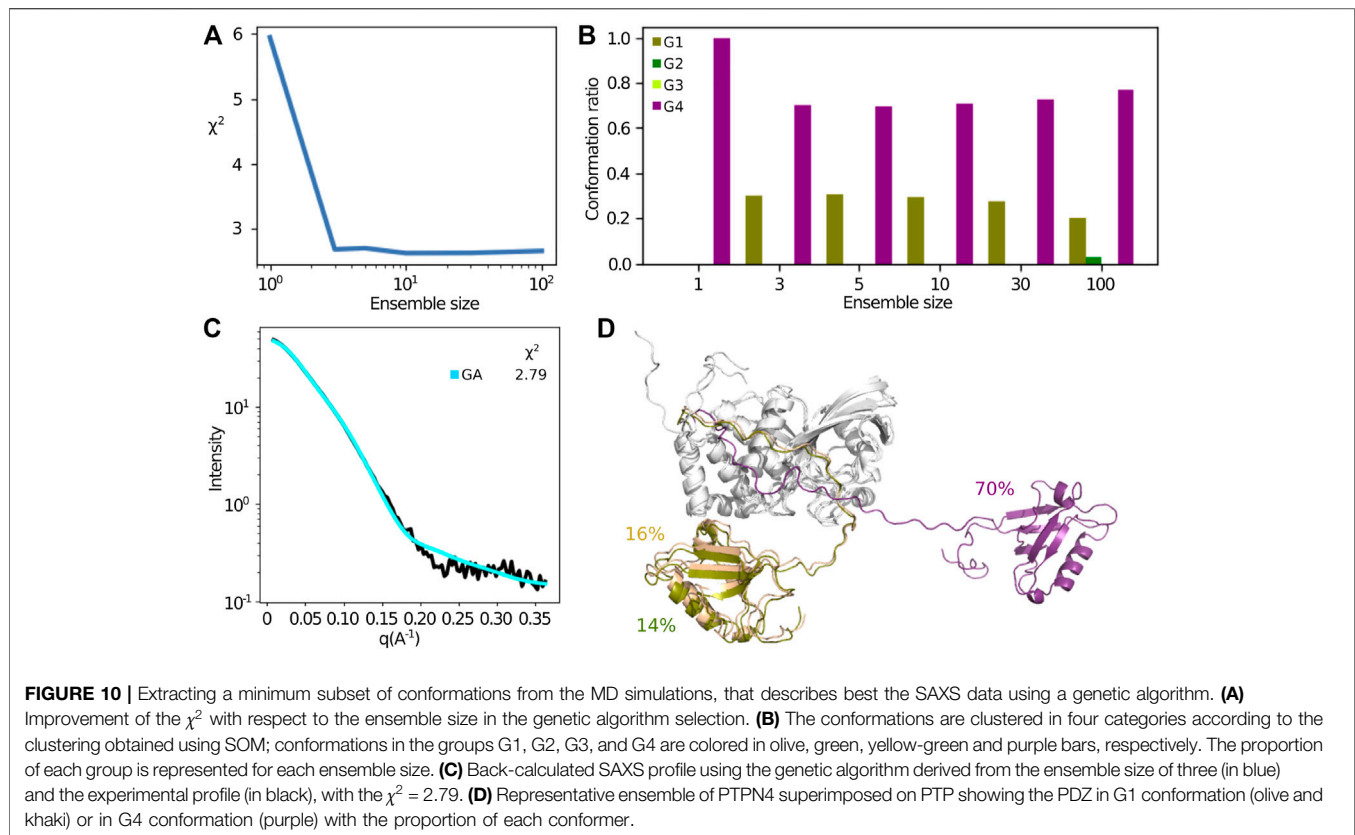 A
6
5
4
3
χ²
10⁰
10¹
10²
Ensemble size
B
1.0
0.8
0.6
0.4
0.2
0.0
Conformation ratio
G1
G2
G3
G4
1
3
5
10
30
100
Ensemble size
C
χ²
GA 2.79
10¹
10⁰
10⁻¹
Intensity
0
0.05
0.10
0.15
0.20
0.25
0.30
0.35
q(A⁻¹)
D
70%
16%
14%
FIGURE 10 | Extracting a minimum subset of conformations from the MD simulations, that describes best the SAXS data using a genetic algorithm. (A)
Improvement of the χ² with respect to the ensemble size in the genetic algorithm selection. (B) The conformations are clustered in four categories according to the
clustering obtained using SOM; conformations in the groups G1, G2, G3, and G4 are colored in olive, green, yellow-green and purple bars, respectively. The proportion
of each group is represented for each ensemble size. (C) Back-calculated SAXS profile using the genetic algorithm derived from the ensemble size of three (in blue)
and the experimental profile (in black), with the χ² = 2.79. (D) Representative ensemble of PTPN4 superimposed on PTP showing the PDZ in G1 conformation (olive and
khaki) or in G4 conformation (purple) with the proportion of each conformer.